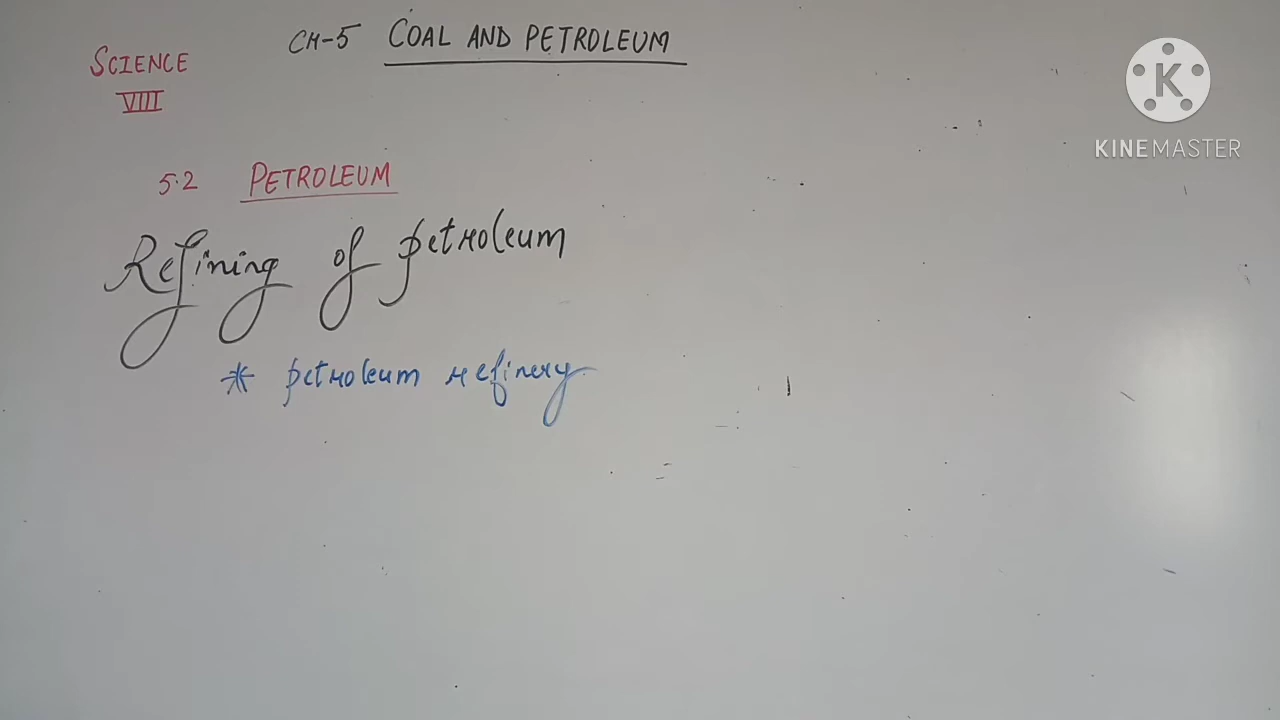 CH-5 COAL AND PETROLEUM
SCIENCE
VIII
K
KINEMASTER
5.2 PETROLEUM
Refining of petroleum
* petroleum refinery